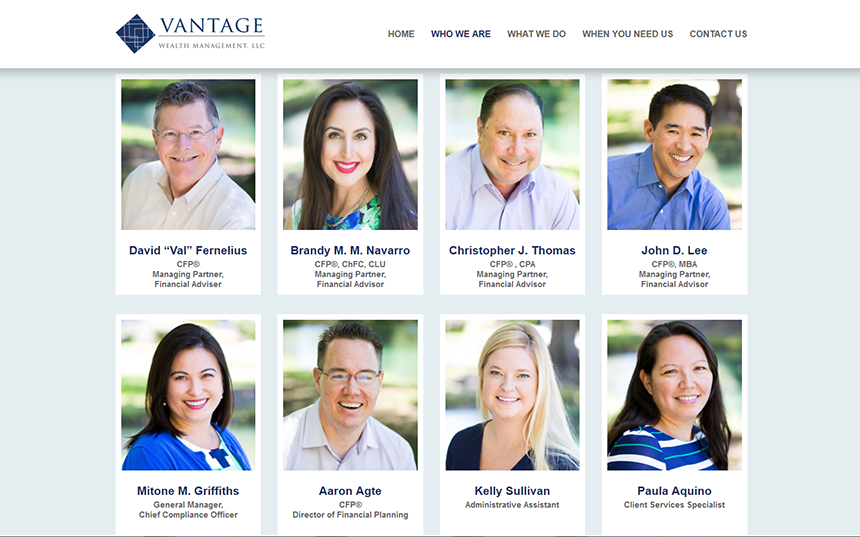 VANTAGE
WEALTH MANAGEMENT, LLC
HOME WHO WE ARE WHAT WE DO WHEN YOU NEED US CONTACT US
David “Val” Fernelius
CFP®
Managing Partner,
Financial Adviser
Brandy M. M. Navarro
CFP®, ChFC, CLU
Managing Partner,
Financial Advisor
Christopher J. Thomas
CFP® , CPA
Managing Partner,
Financial Advisor
John D. Lee
CFP®, MBA
Managing Partner,
Financial Advisor
Mitone M. Griffiths
General Manager,
Chief Compliance Officer
Aaron Agte
CFP®
Director of Financial Planning
Kelly Sullivan
Administrative Assistant
Paula Aquino
Client Services Specialist